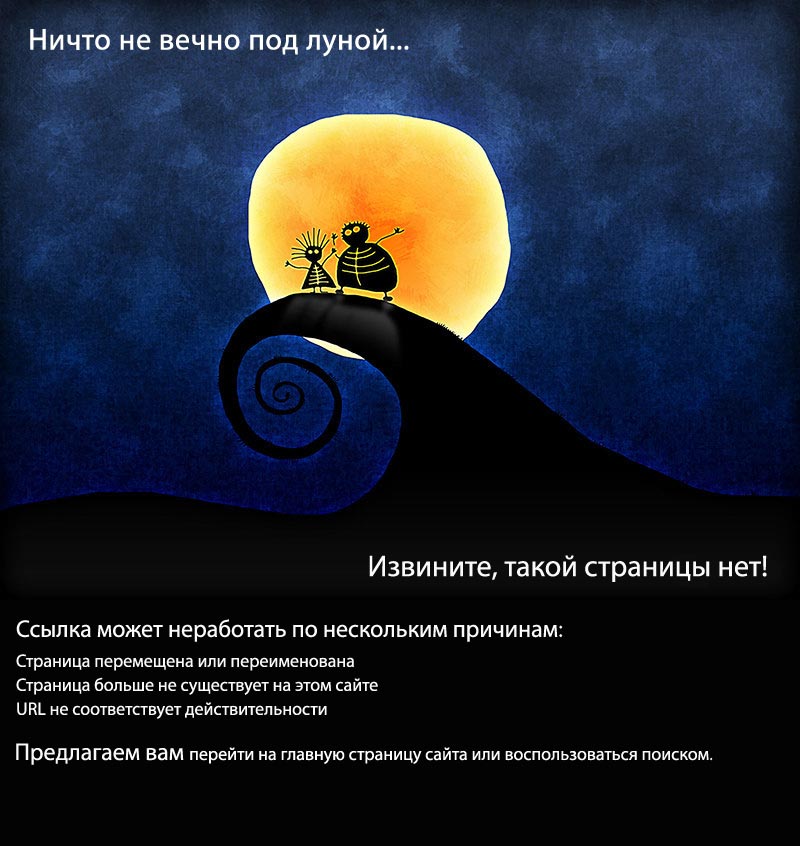 Ничто не вечно под луной...
Извините, такой страницы нет!
Ссылка может неработать по нескольким причинам:
Страница перемещена или переименована
Страница больше не существует на этом сайте
URL не соответствует действительности
Предлагаем вам перейти на главную страницу сайта или воспользоваться поиском.